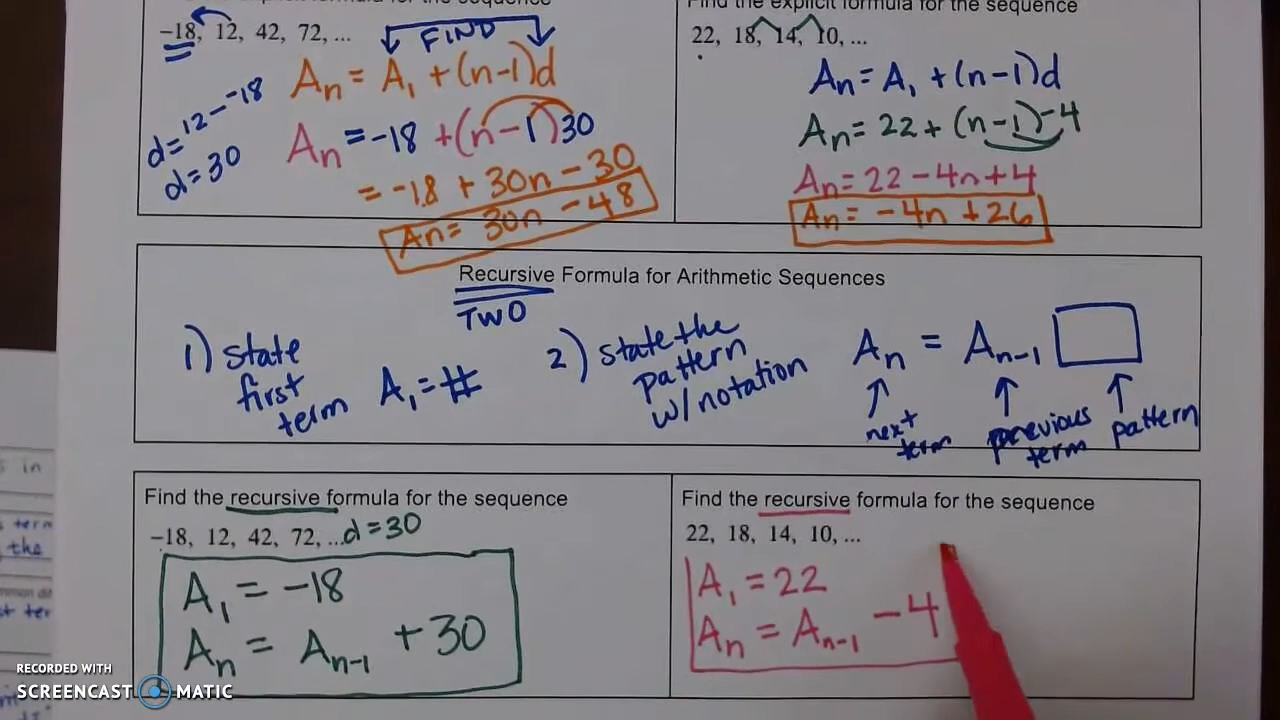 -18, 12, 42, 72, ...
FIND
d = 12 - -18
d = 30
An = A1 + (n-1)d
An = -18 + (n-1)30
= -18 + 30n - 30
An = 30n - 48
Find the explicit formula for the sequence
22, 18, 14, 10, ...
An = A1 + (n-1)d
An = 22 + (n-1)-4
An = 22 - 4n + 4
An = -4n + 26
Recursive Formula for Arithmetic Sequences
TWO
1) state
first
term A1 = #
2) state the
pattern
w/ notation
An = An-1
next
term
previous
term
pattern
Find the recursive formula for the sequence
-18, 12, 42, 72, ... d = 30
A1 = -18
An = An-1 + 30
Find the recursive formula for the sequence
22, 18, 14, 10, ...
A1 = 22
An = An-1 - 4
s in
term
the
st ter
RECORDED WITH
SCREENCAST MATIC